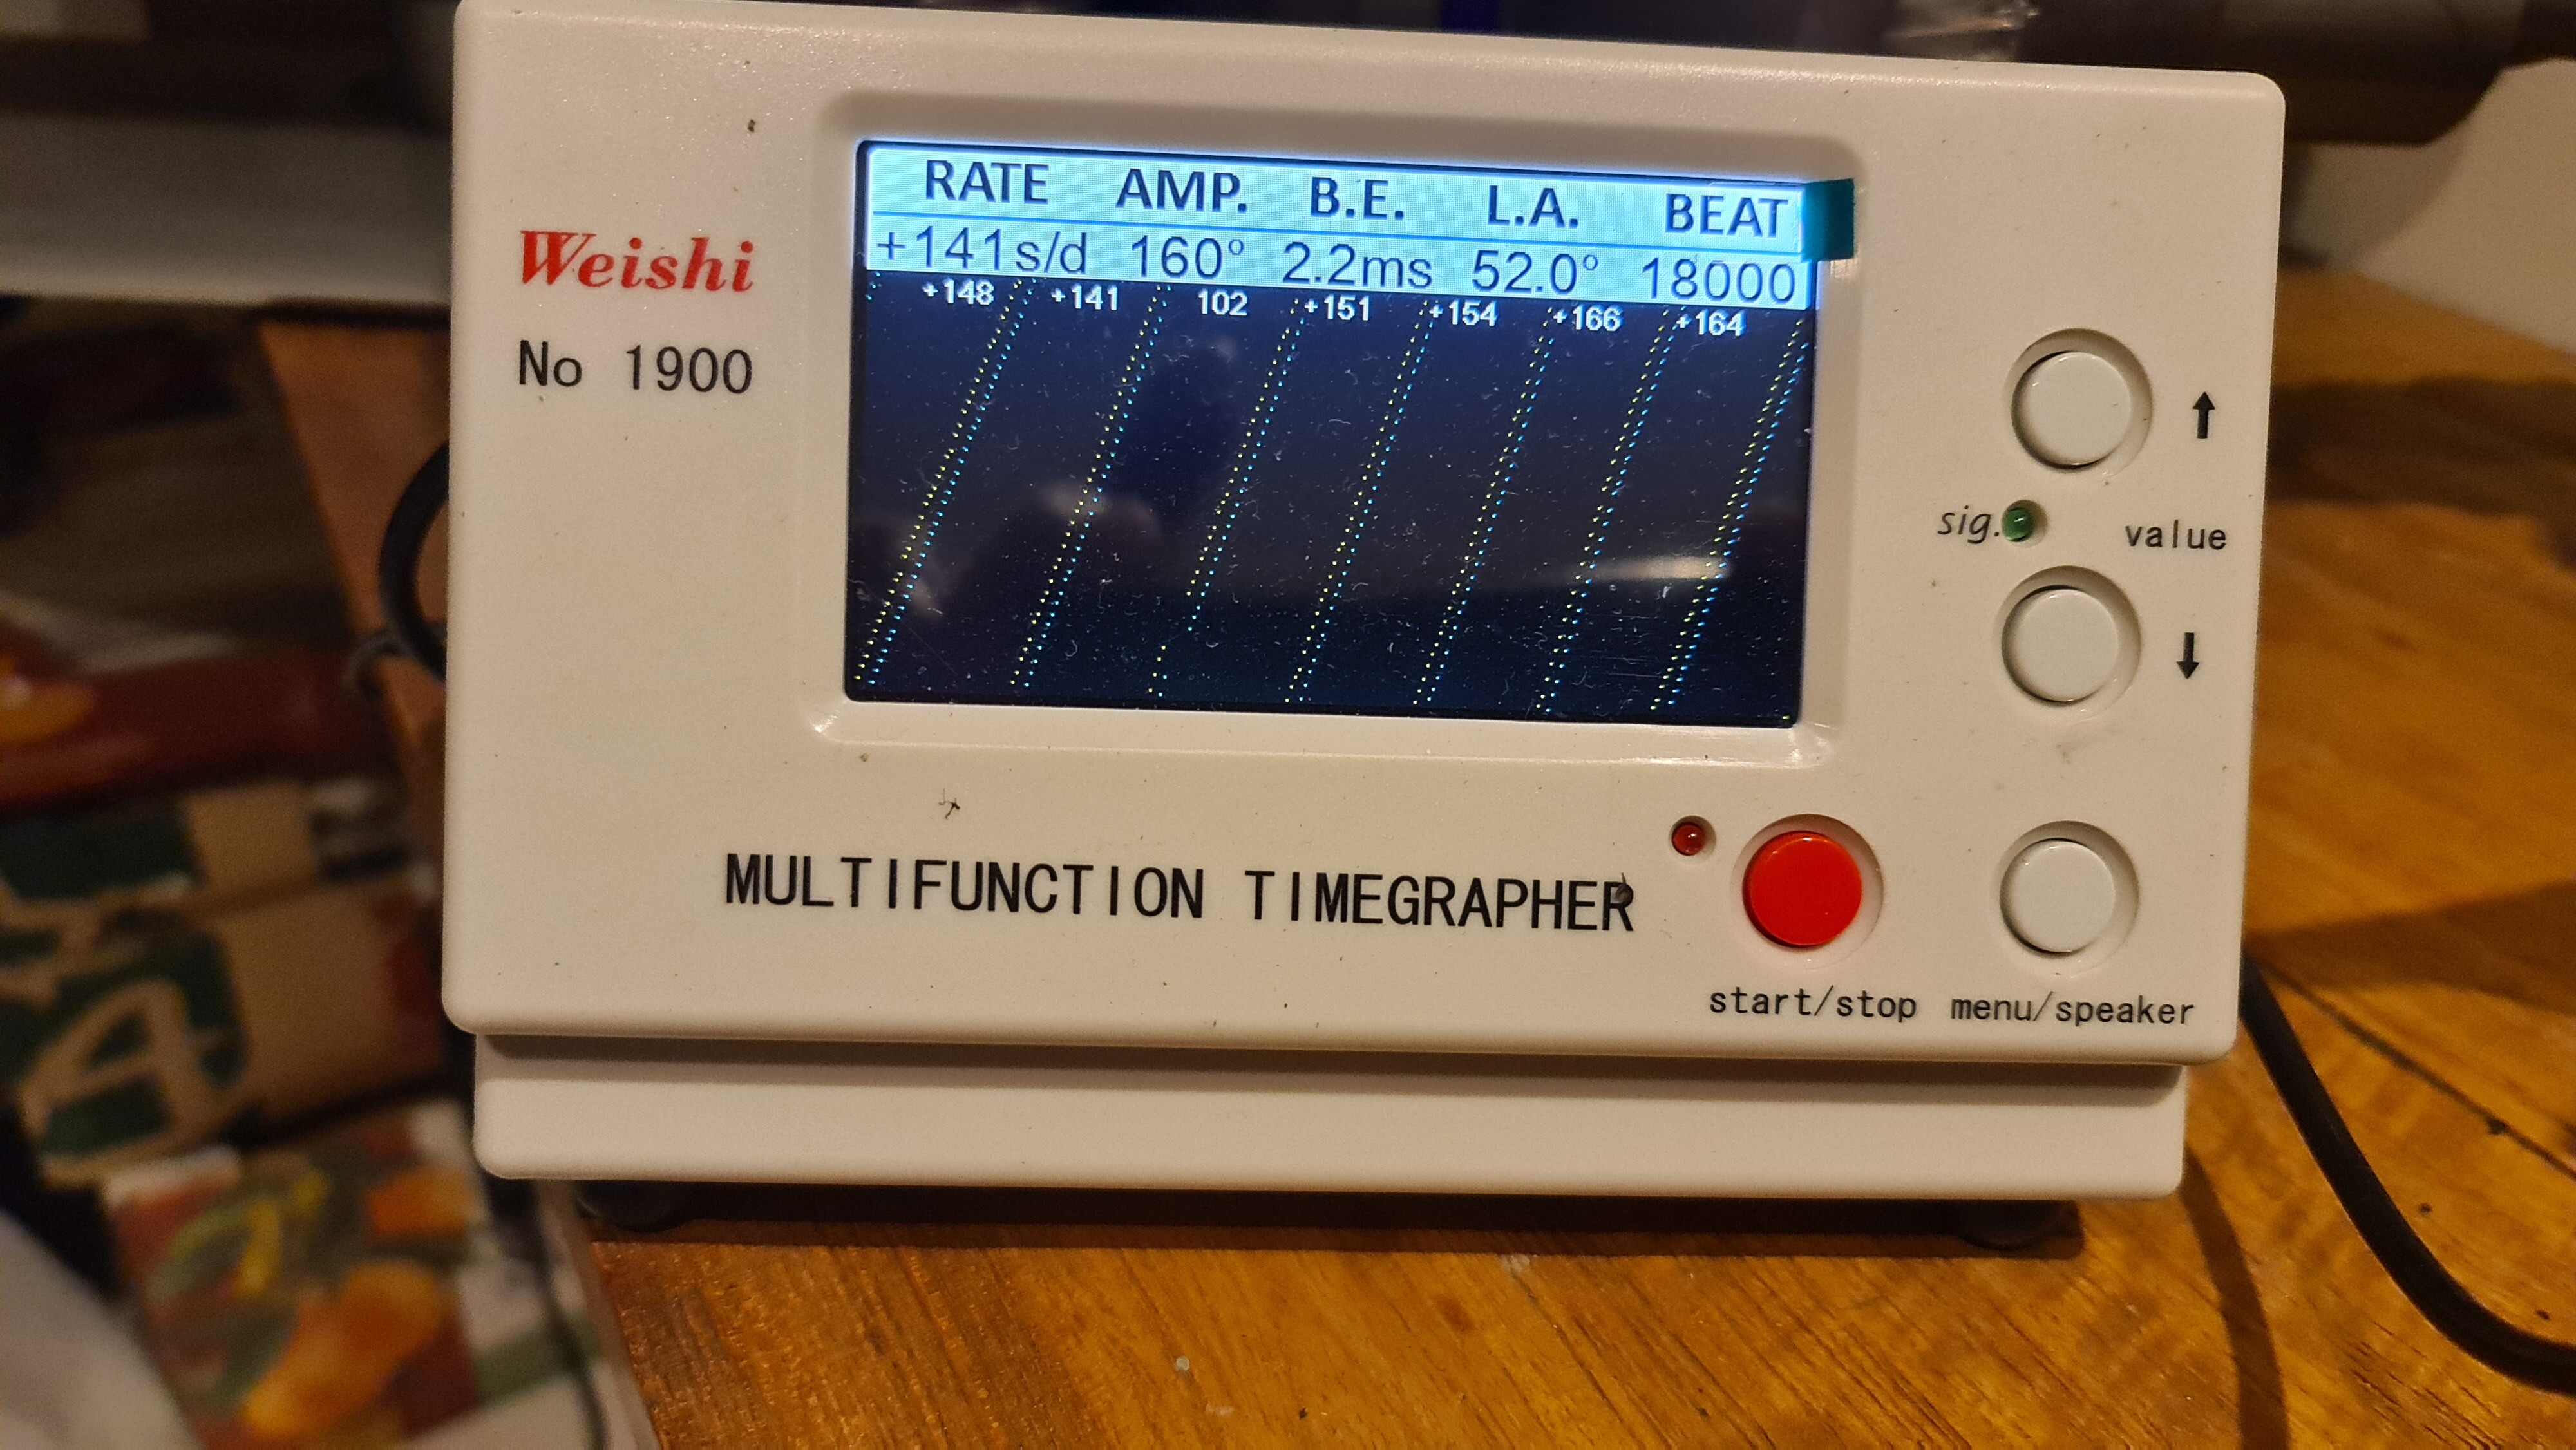 RATE AMP. B.E. L.A. BEAT
+141s/d 160° 2.2ms 52.0° 18000
+148 +141 102 +151 +154 +166 +164
Weishi
No 1900
sig. value
↑
↓
MULTIFUNCTION TIMEGRAPHER
start/stop menu/speaker